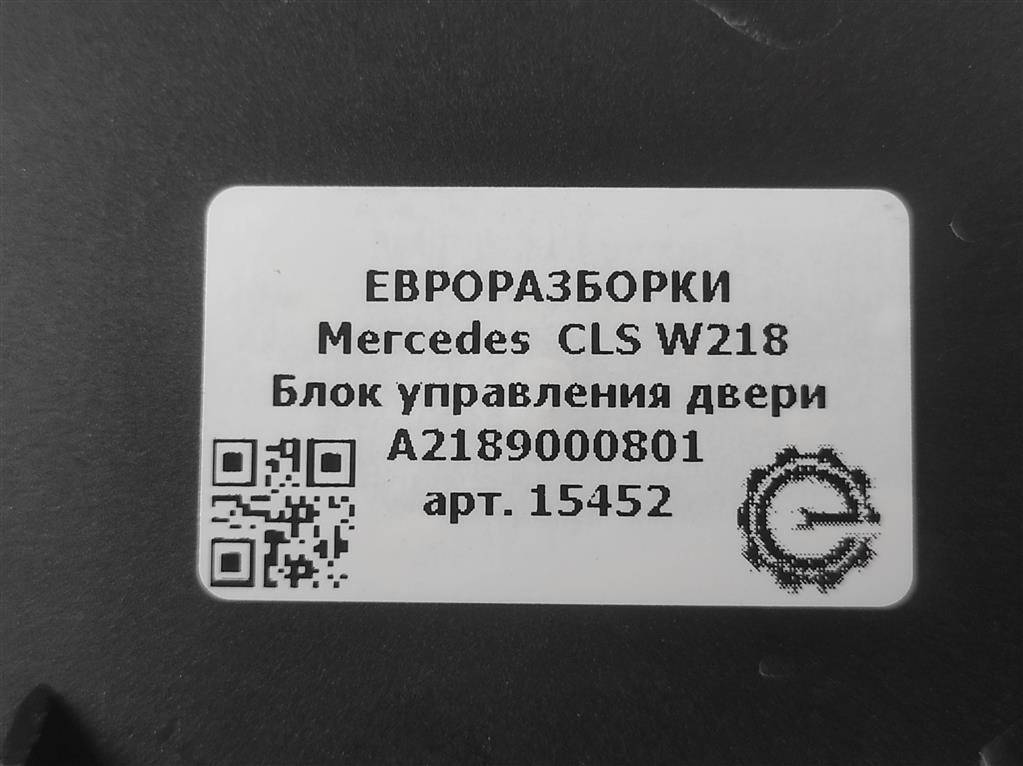 ЕВРОРАЗБОРКИ
Mercedes CLS W218
Блок управления двери
A2189000801
арт. 15452